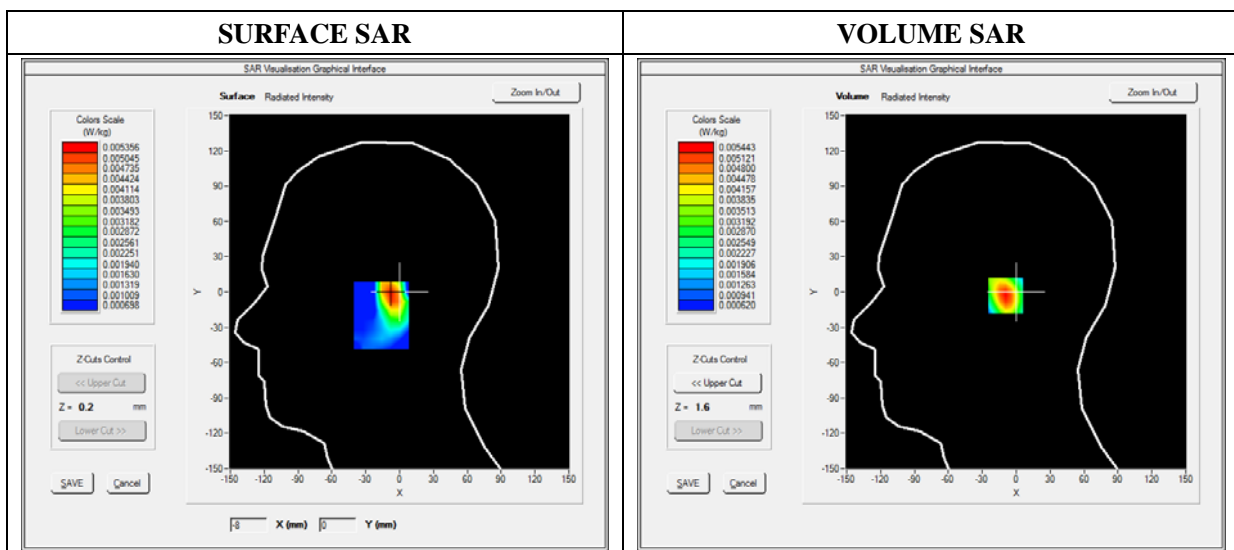 SURFACE SAR
SAR Visualisation Graphical Interface
Surface Radiated Intensity
Zoom In/Out
Colors Scale
(W/kg)
0.005356
0.005045
0.004735
0.004424
0.004114
0.003803
0.003493
0.003182
0.002872
0.002561
0.002251
0.001940
0.001630
0.001319
0.001009
0.000698
Z-Cuts Control
<< Upper Cut
Z = 0.2 mm
Lower Cut >>
SAVE Cancel
150
120
90
60
30
0
-30
-60
-90
-120
-150
Y
-150 -120 -90 -60 -30 0 30 60 90 120 150
X
-8 X (mm) 0 Y (mm)
VOLUME SAR
SAR Visualisation Graphical Interface
Volume Radiated Intensity
Zoom In/Out
Colors Scale
(W/kg)
0.005443
0.005121
0.004800
0.004478
0.004157
0.003835
0.003513
0.003192
0.002870
0.002549
0.002227
0.001906
0.001584
0.001263
0.000941
0.000620
Z-Cuts Control
<< Upper Cut
Z = 1.6 mm
Lower Cut >>
SAVE Cancel
150
120
90
60
30
0
-30
-60
-90
-120
-150
Y
-150 -120 -90 -60 -30 0 30 60 90 120 150
X